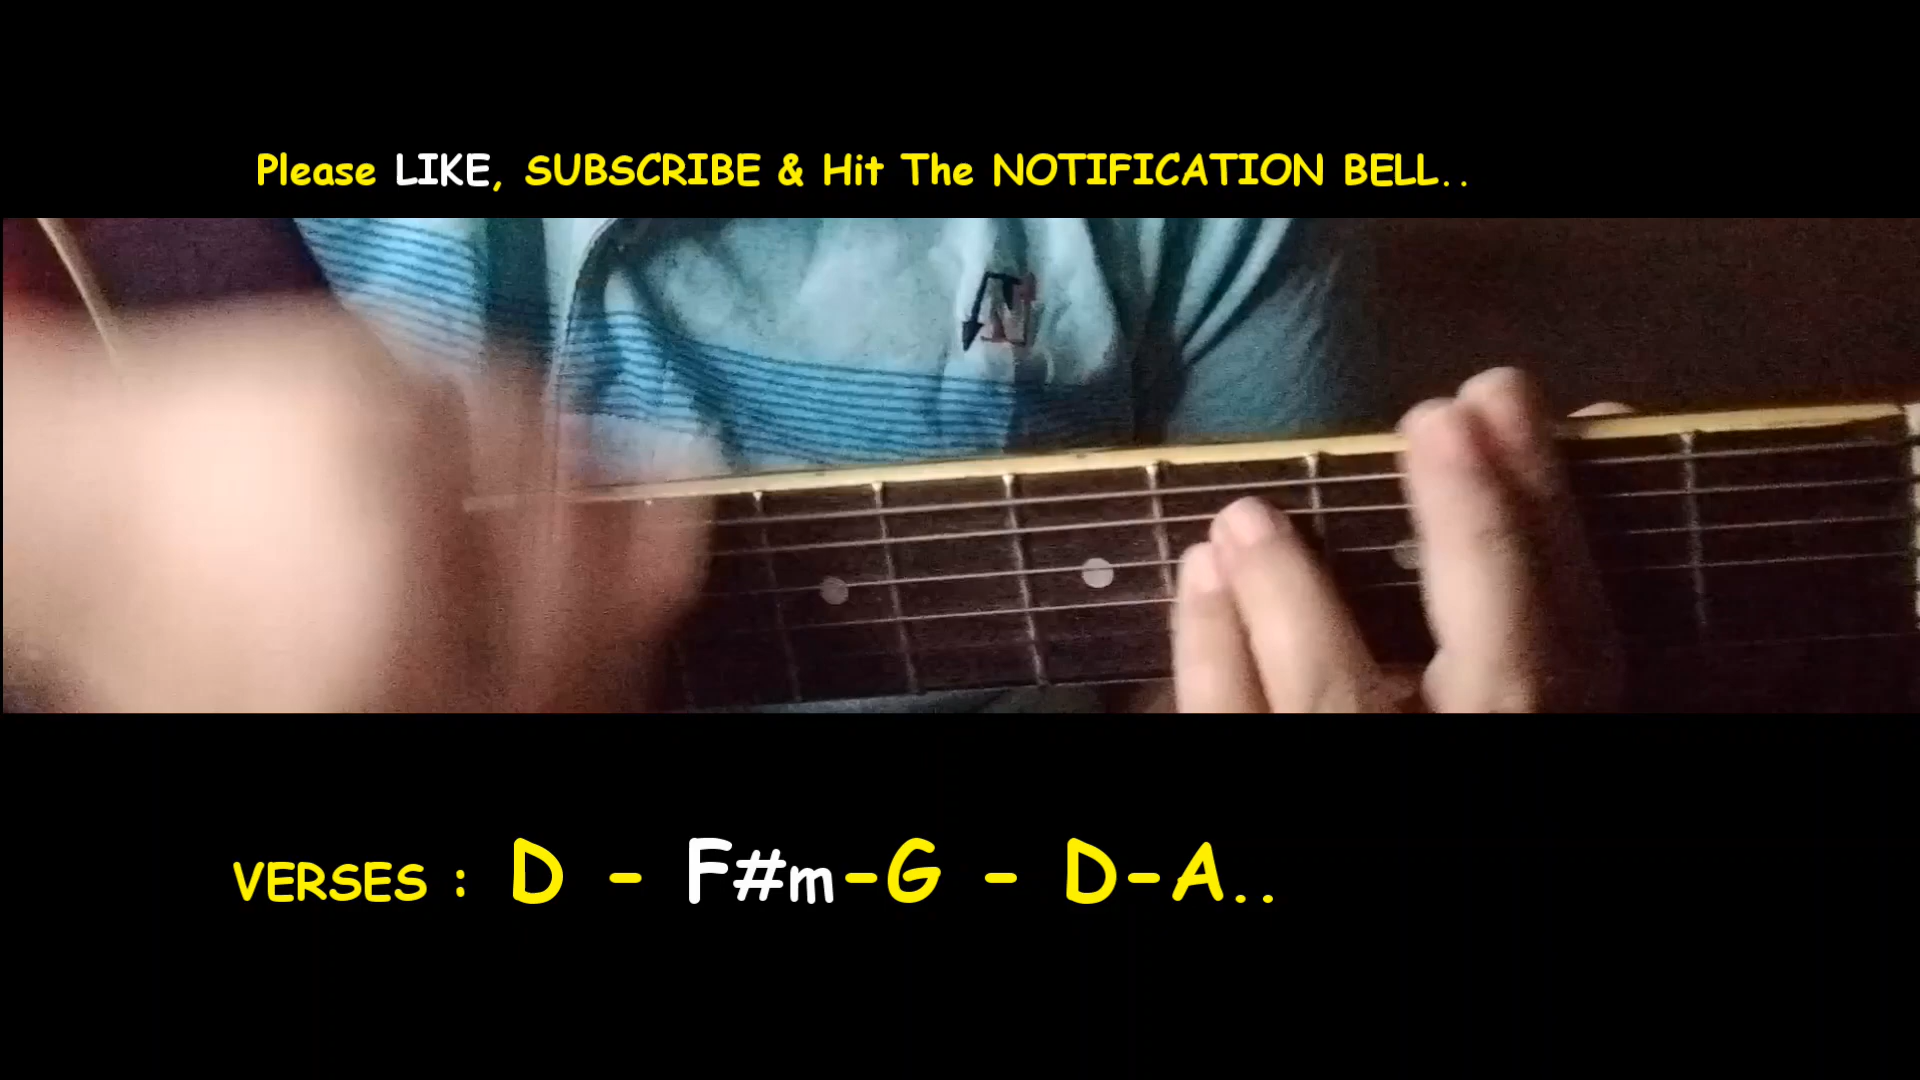 Please LIKE, SUBSCRIBE & Hit The NOTIFICATION BELL..
VERSES : D - F#m-G - D-A..